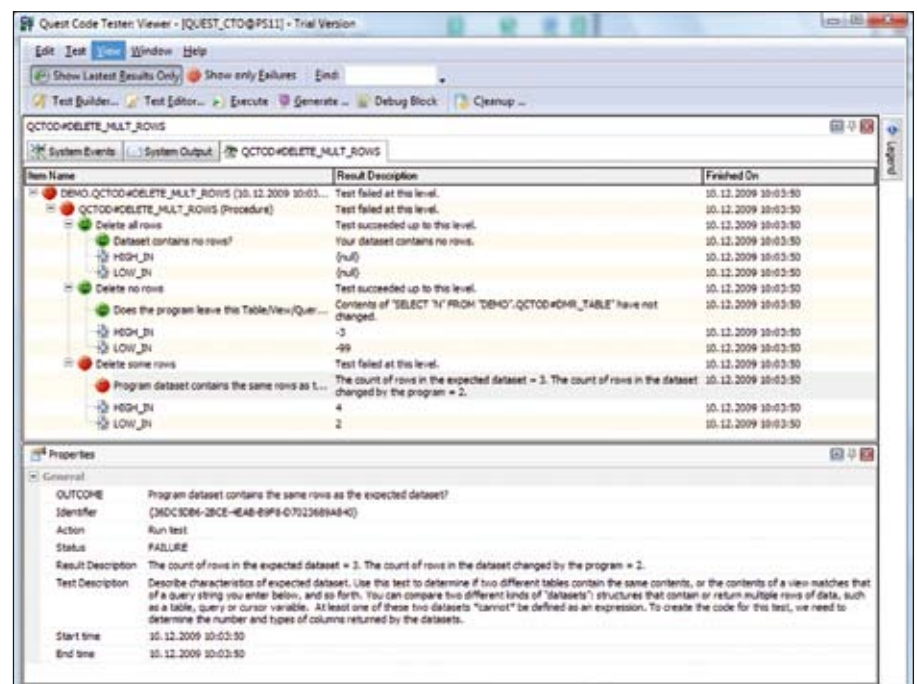 Quest Code Tester: Viewer - [QUEST_CTO@PS11] - Trial Version
Edit Test View Window Help
Show Lastest Results Only Show only Failures Find:
Test Builder... Test Editor... Execute Generate ... Debug Block Cleanup ...
QCTOD#DELETE_MULT_ROWS
Legend
System Events System Output QCTOD#DELETE_MULT_ROWS
Item Name Result Description Finished On
DEMO.QCTOD#DELETE_MULT_ROWS (10.12.2009 10:03... Test failed at this level. 10.12.2009 10:03:50
QCTOD#DELETE_MULT_ROWS (Procedure) Test failed at this level. 10.12.2009 10:03:50
Delete all rows Test succeeded up to this level. 10.12.2009 10:03:50
Dataset contains no rows? Your dataset contains no rows. 10.12.2009 10:03:50
HIGH_IN {null} 10.12.2009 10:03:50
LOW_IN {null} 10.12.2009 10:03:50
Delete no rows Test succeeded up to this level. 10.12.2009 10:03:50
Does the program leave this Table/View/Quer... Contents of "SELECT 'N' FROM "DEMO".QCTOD#DMR_TABLE" have not changed. 10.12.2009 10:03:50
HIGH_IN -3 10.12.2009 10:03:50
LOW_IN -99 10.12.2009 10:03:50
Delete some rows Test failed at this level. 10.12.2009 10:03:50
Program dataset contains the same rows as t... The count of rows in the expected dataset = 3. The count of rows in the dataset changed by the program = 2. 10.12.2009 10:03:50
HIGH_IN 4 10.12.2009 10:03:50
LOW_IN 2 10.12.2009 10:03:50
Properties
General
OUTCOME Program dataset contains the same rows as the expected dataset?
Identifier
Action Run test
Status FAILURE
Result Description The count of rows in the expected dataset = 3. The count of rows in the dataset changed by the program = 2.
Test Description Describe characteristics of expected dataset. Use this test to determine if two different tables contain the same contents, or the contents of a view matches that
of a query string you enter below, and so forth. You can compare two different kinds of "datasets": structures that contain or return multiple rows of data, such
as a table, query or cursor variable. At least one of these two datasets *cannot* be defined as an expression. To create the code for this test, we need to
determine the number and types of columns returned by the datasets.
Start time 10.12.2009 10:03:50
End time 10.12.2009 10:03:50